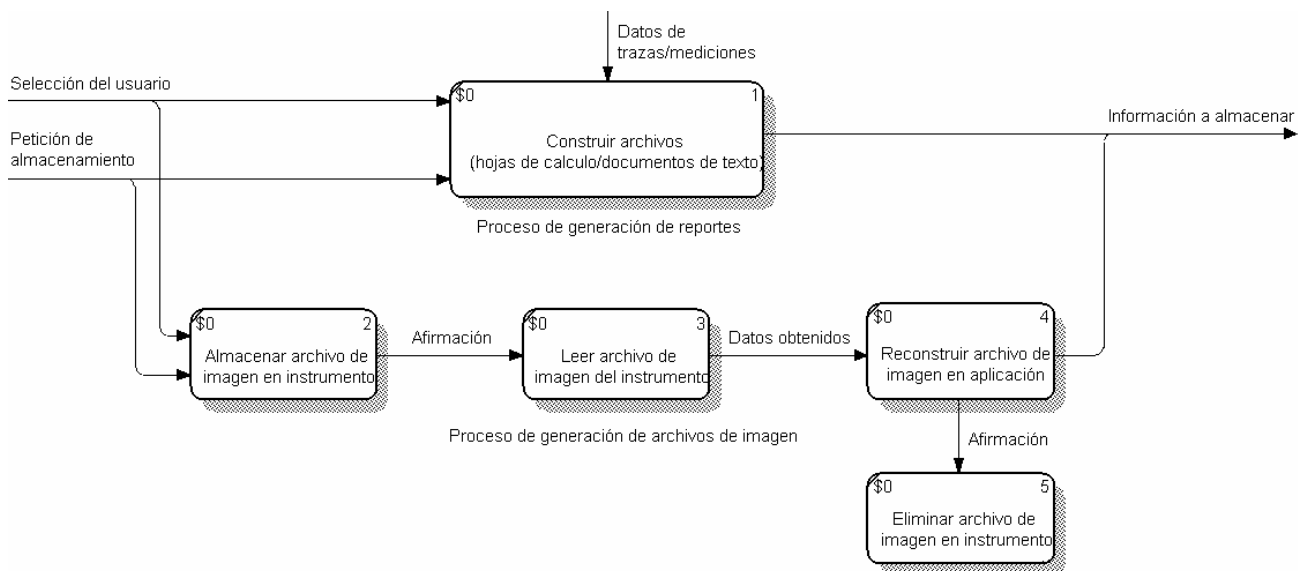 Datos de
trazas/mediciones
Selección del usuario
Petición de
almacenamiento
$0 1
Construir archivos
(hojas de calculo/documentos de texto)
Información a almacenar
Proceso de generación de reportes
$0 2
Almacenar archivo de
imagen en instrumento
Afirmación
$0 3
Leer archivo de
imagen del instrumento
Datos obtenidos
$0 4
Reconstruir archivo de
imagen en aplicación
Proceso de generación de archivos de imagen
Afirmación
$0 5
Eliminar archivo de
imagen en instrumento